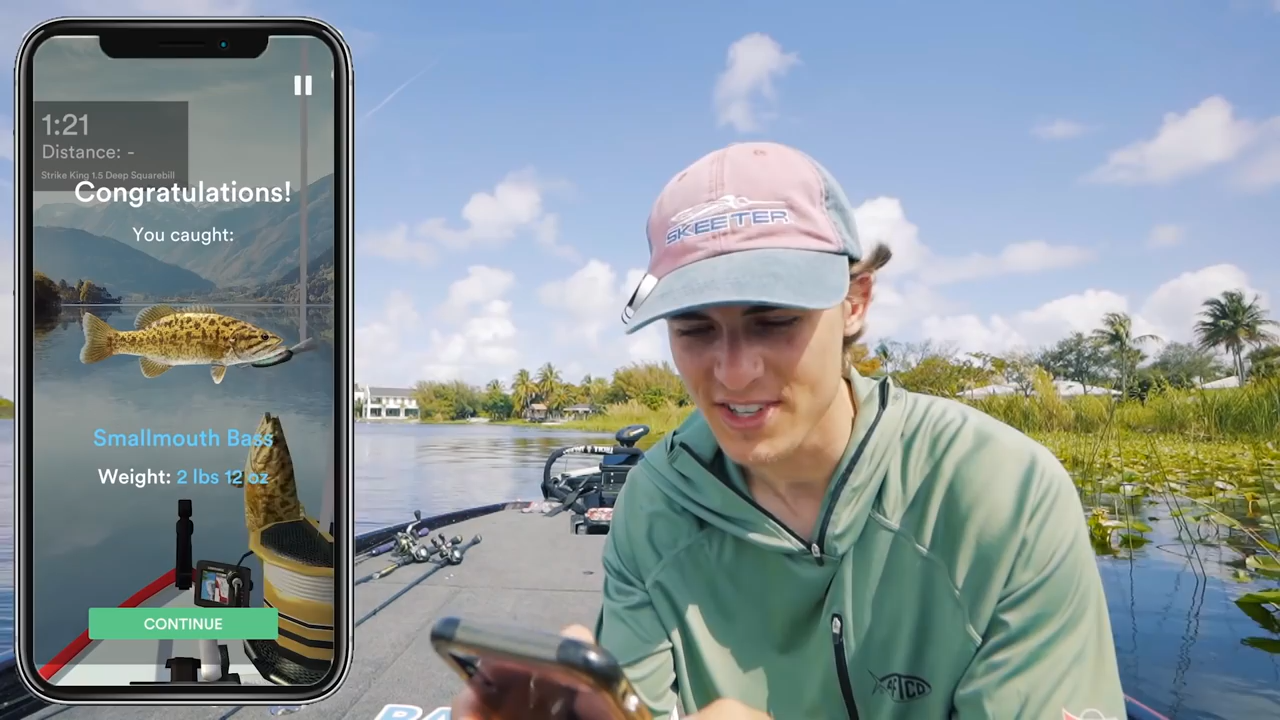 1:21
Distance: -
Strike King 1.5 Deep Squarebill
Congratulations!
You caught:
Smallmouth Bass
Weight: 2 lbs 12 oz
CONTINUE
SKEETER
AFTCO